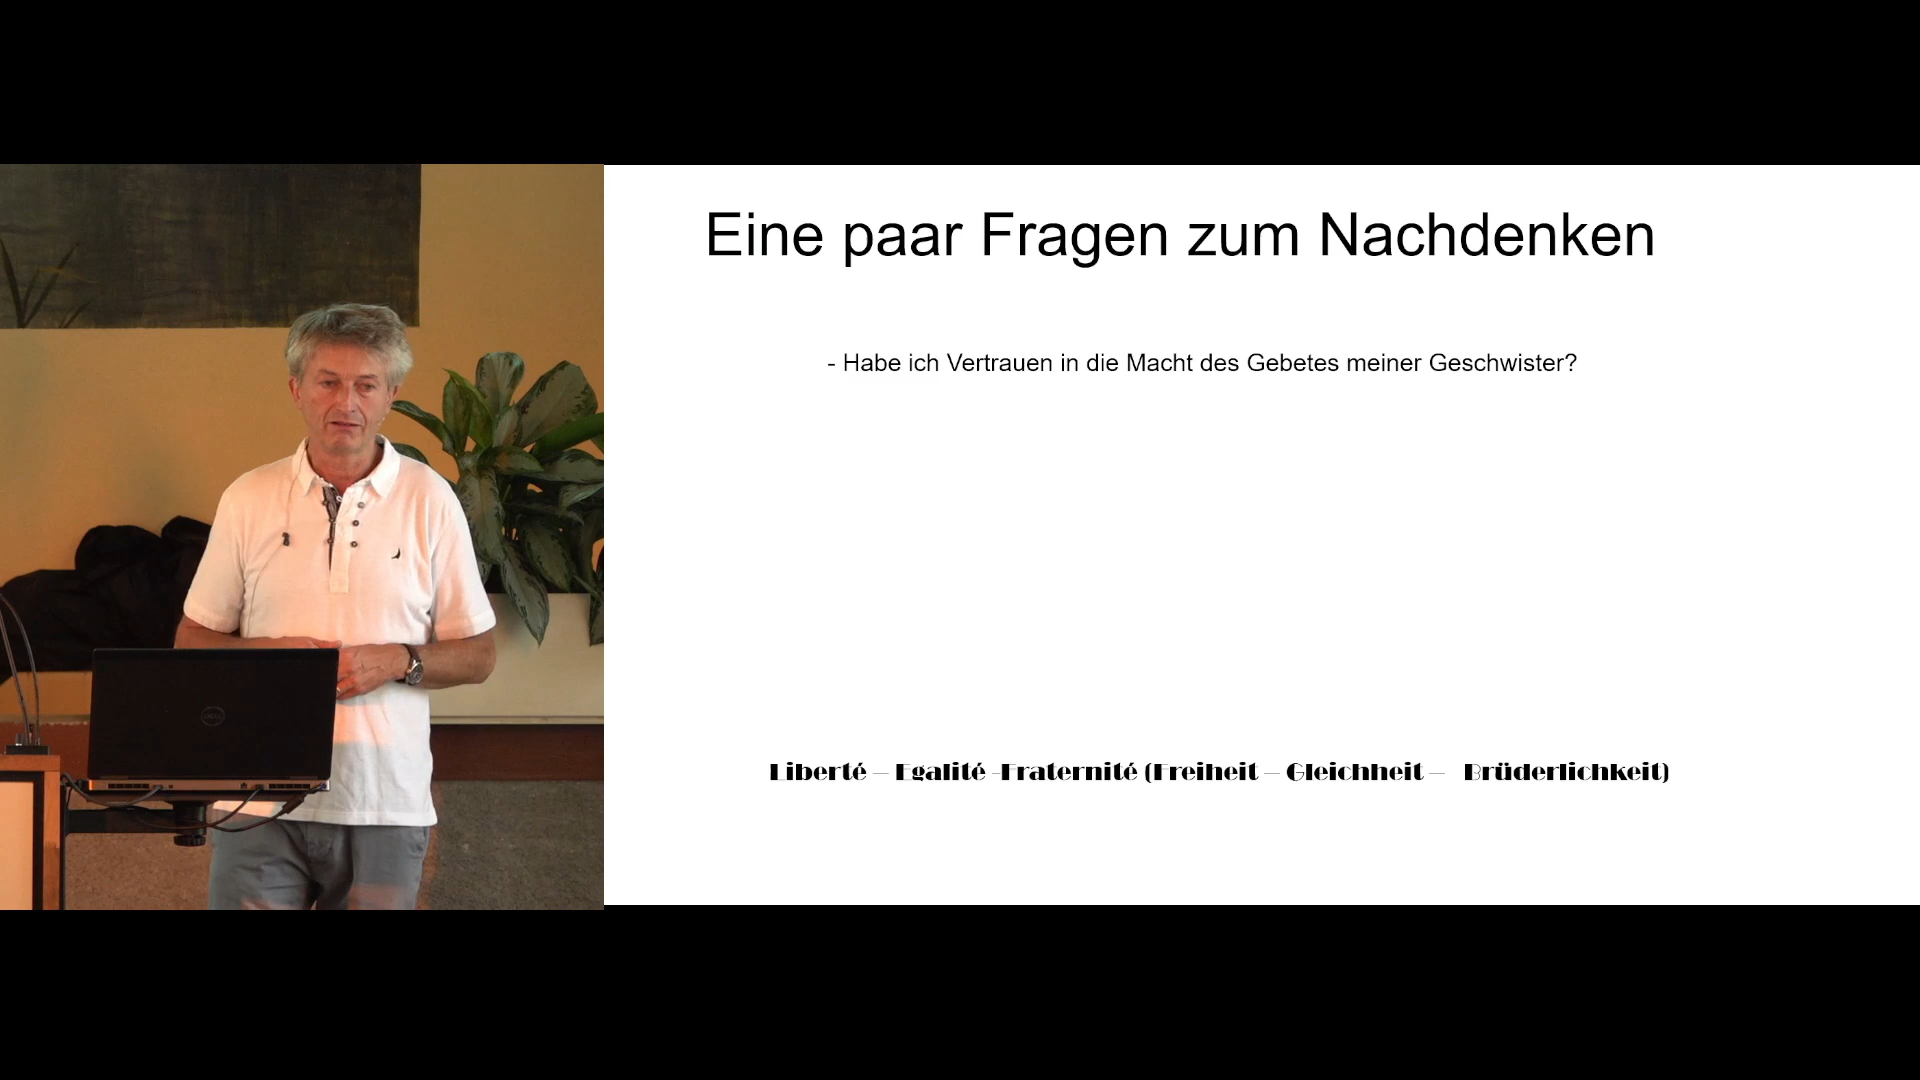 Eine paar Fragen zum Nachdenken
- Habe ich Vertrauen in die Macht des Gebetes meiner Geschwister?
Liberté – Egalité -Fraternité (Freiheit – Gleichheit – Brüderlichkeit)
DELL